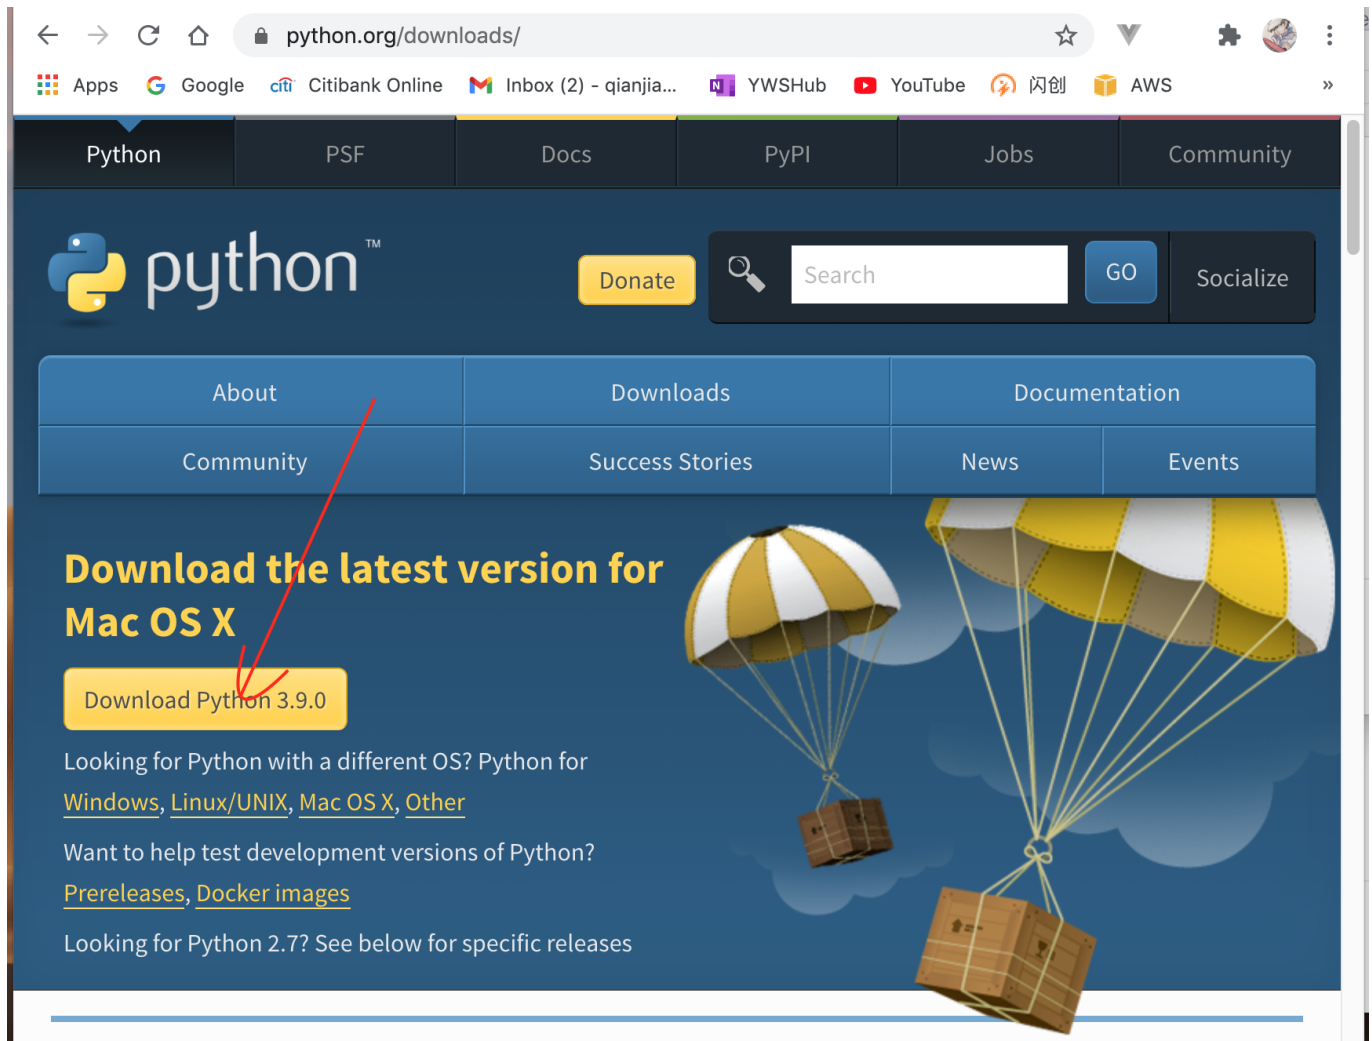 python.org/downloads/
Apps Google citi Citibank Online Inbox (2) - qianjia... N YWSHub YouTube 闪创 AWS »
Python PSF Docs PyPI Jobs Community
python™ Donate Search GO Socialize
About Downloads Documentation
Community Success Stories News Events
Download the latest version for
Mac OS X
Download Python 3.9.0
Looking for Python with a different OS? Python for
Windows, Linux/UNIX, Mac OS X, Other
Want to help test development versions of Python?
Prereleases, Docker images
Looking for Python 2.7? See below for specific releases